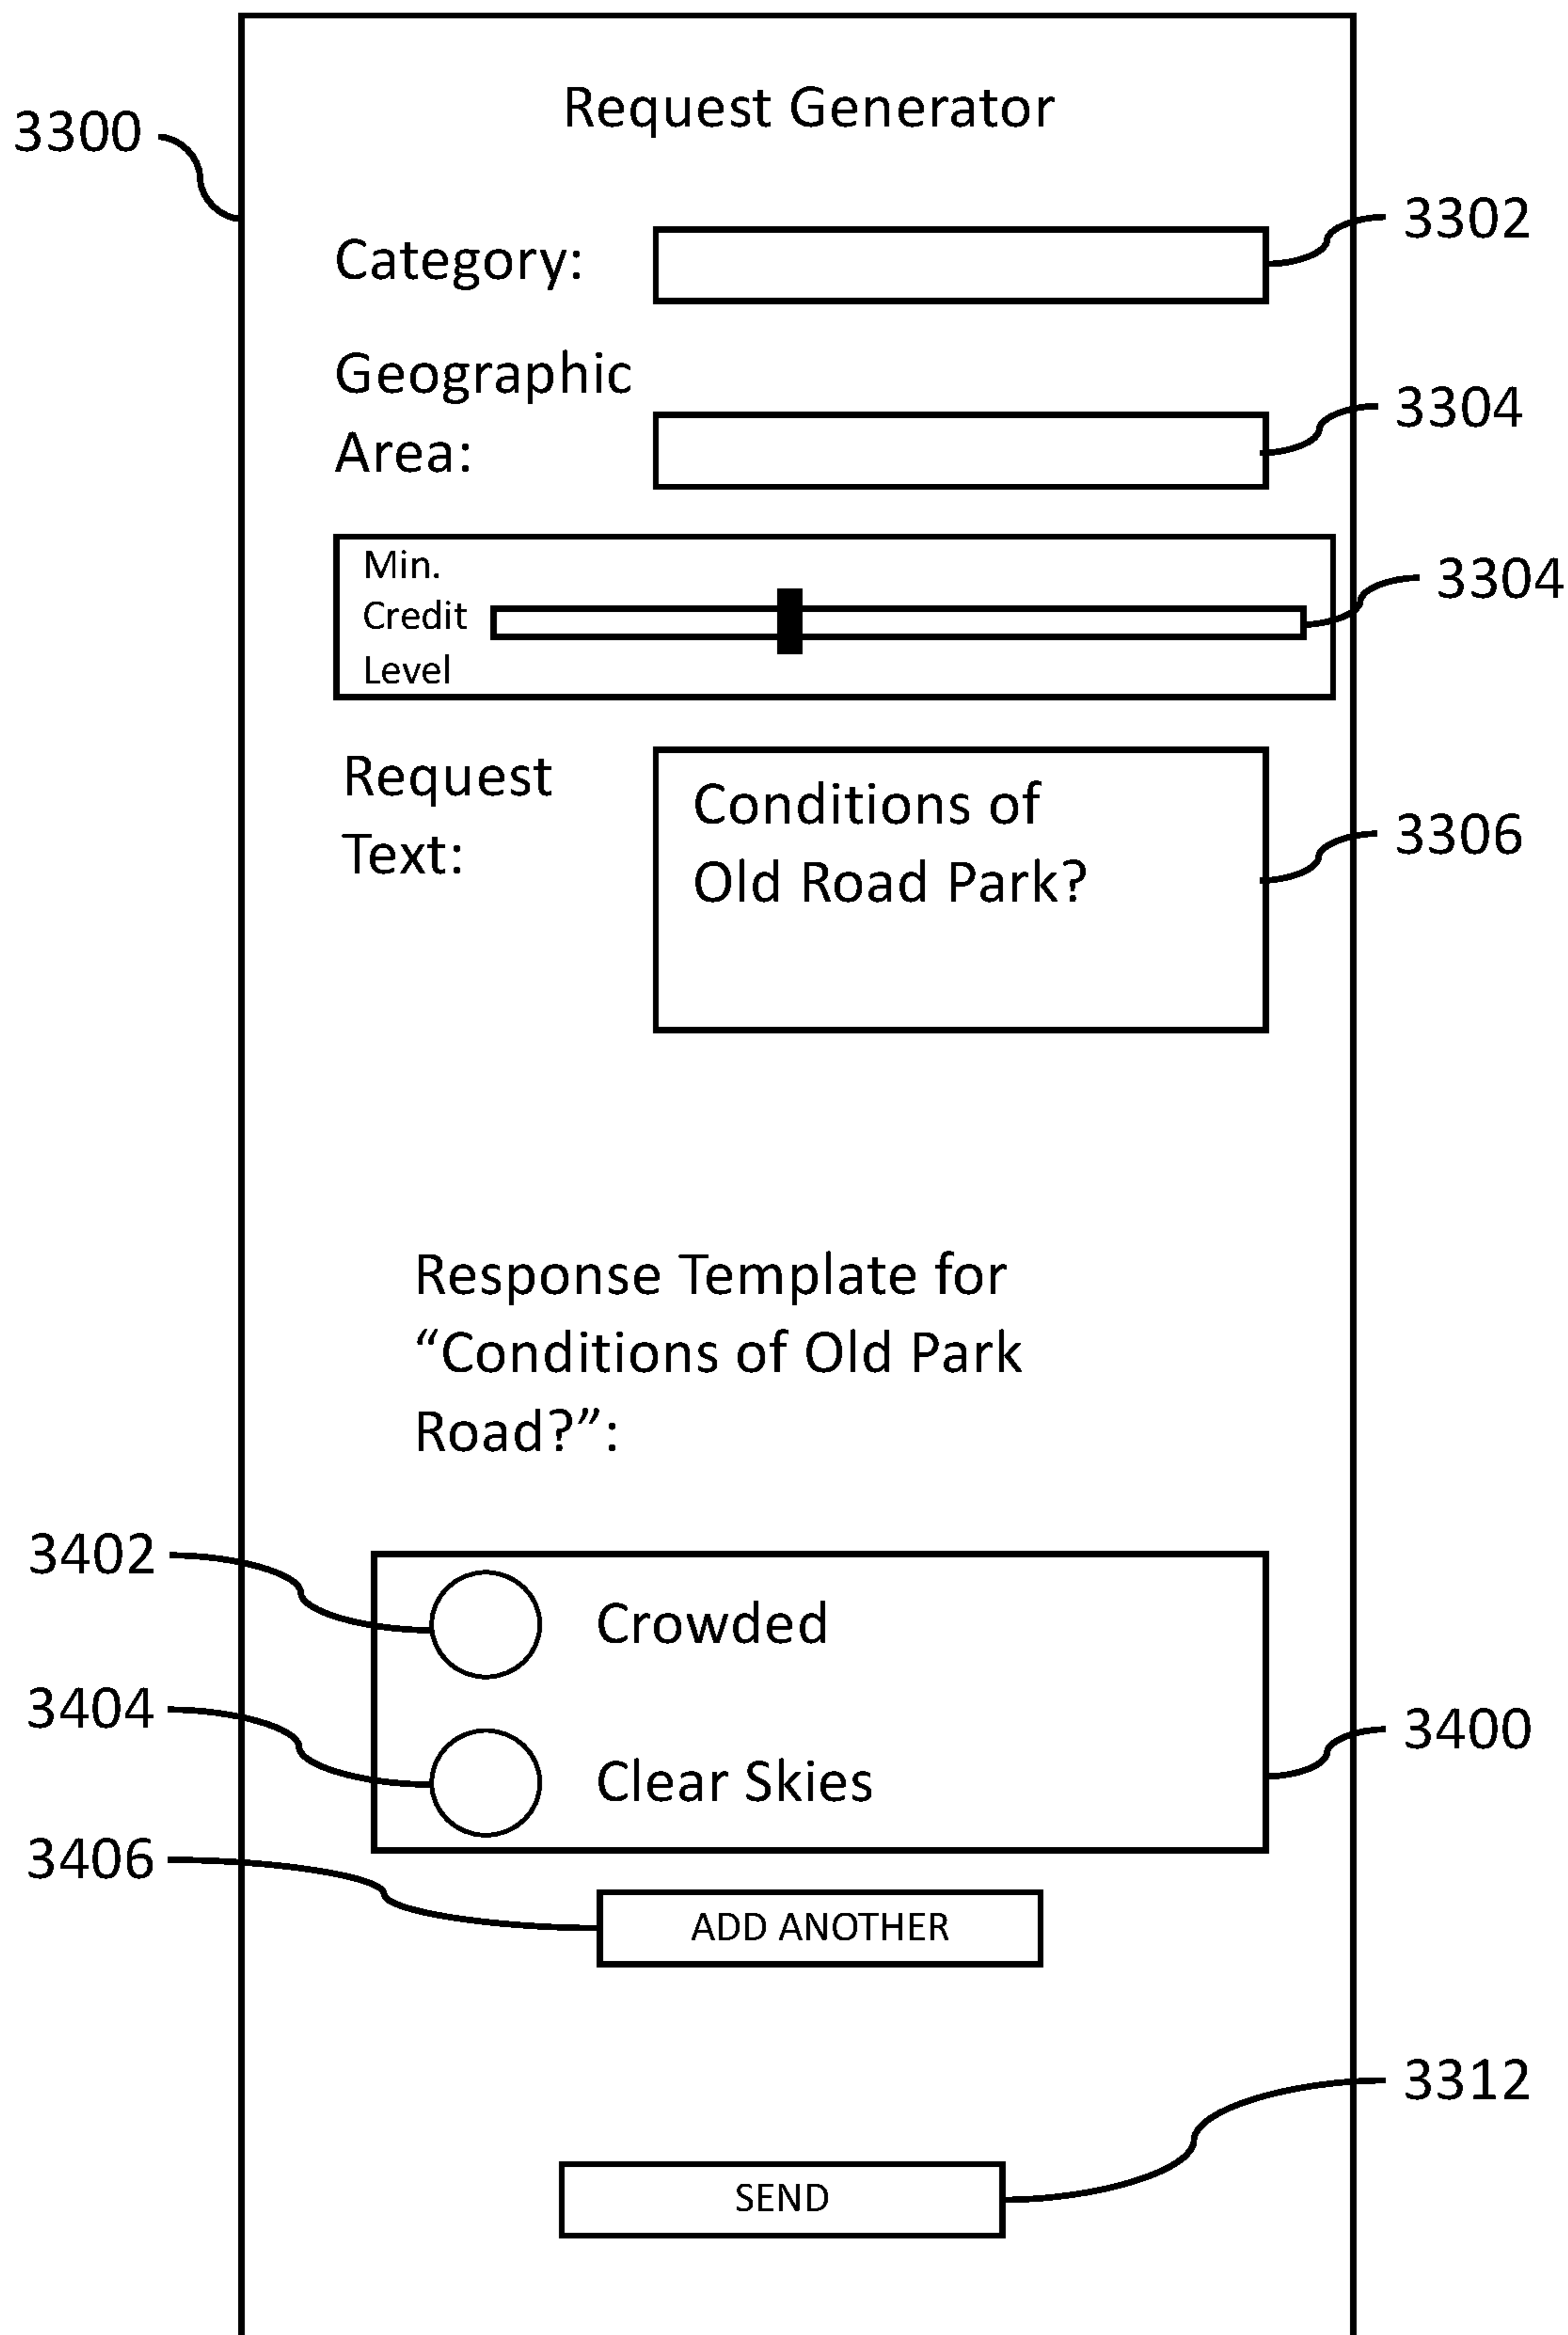 Request Generator
3300
3302
Category:
Geographic
Area:
3304
Min.
Credit
Level
3304
Request
Text:
Conditions of
Old Road Park?
3306
Response Template for
“Conditions of Old Park
Road?”:
3402
Crowded
3404
Clear Skies
3400
3406
ADD ANOTHER
3312
SEND